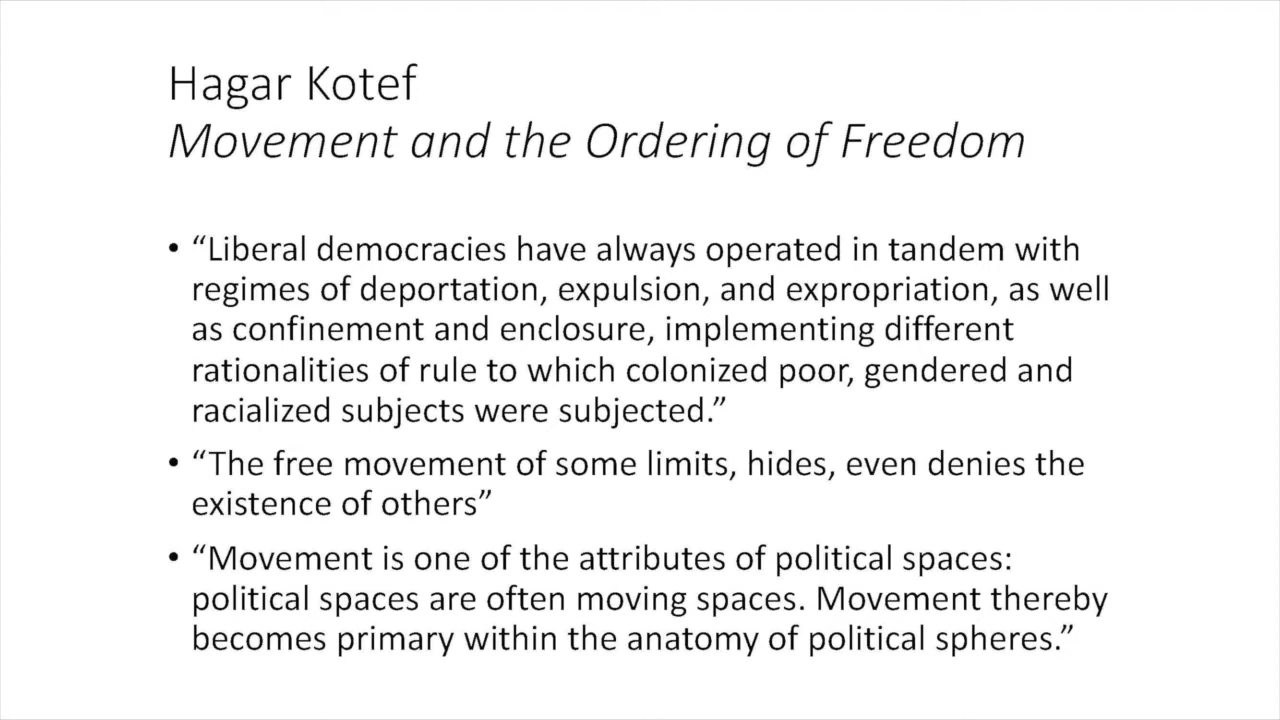 Hagar Kotef
Movement and the Ordering of Freedom
• “Liberal democracies have always operated in tandem with
regimes of deportation, expulsion, and expropriation, as well
as confinement and enclosure, implementing different
rationalities of rule to which colonized poor, gendered and
racialized subjects were subjected.”
• “The free movement of some limits, hides, even denies the
existence of others”
• “Movement is one of the attributes of political spaces:
political spaces are often moving spaces. Movement thereby
becomes primary within the anatomy of political spheres.”